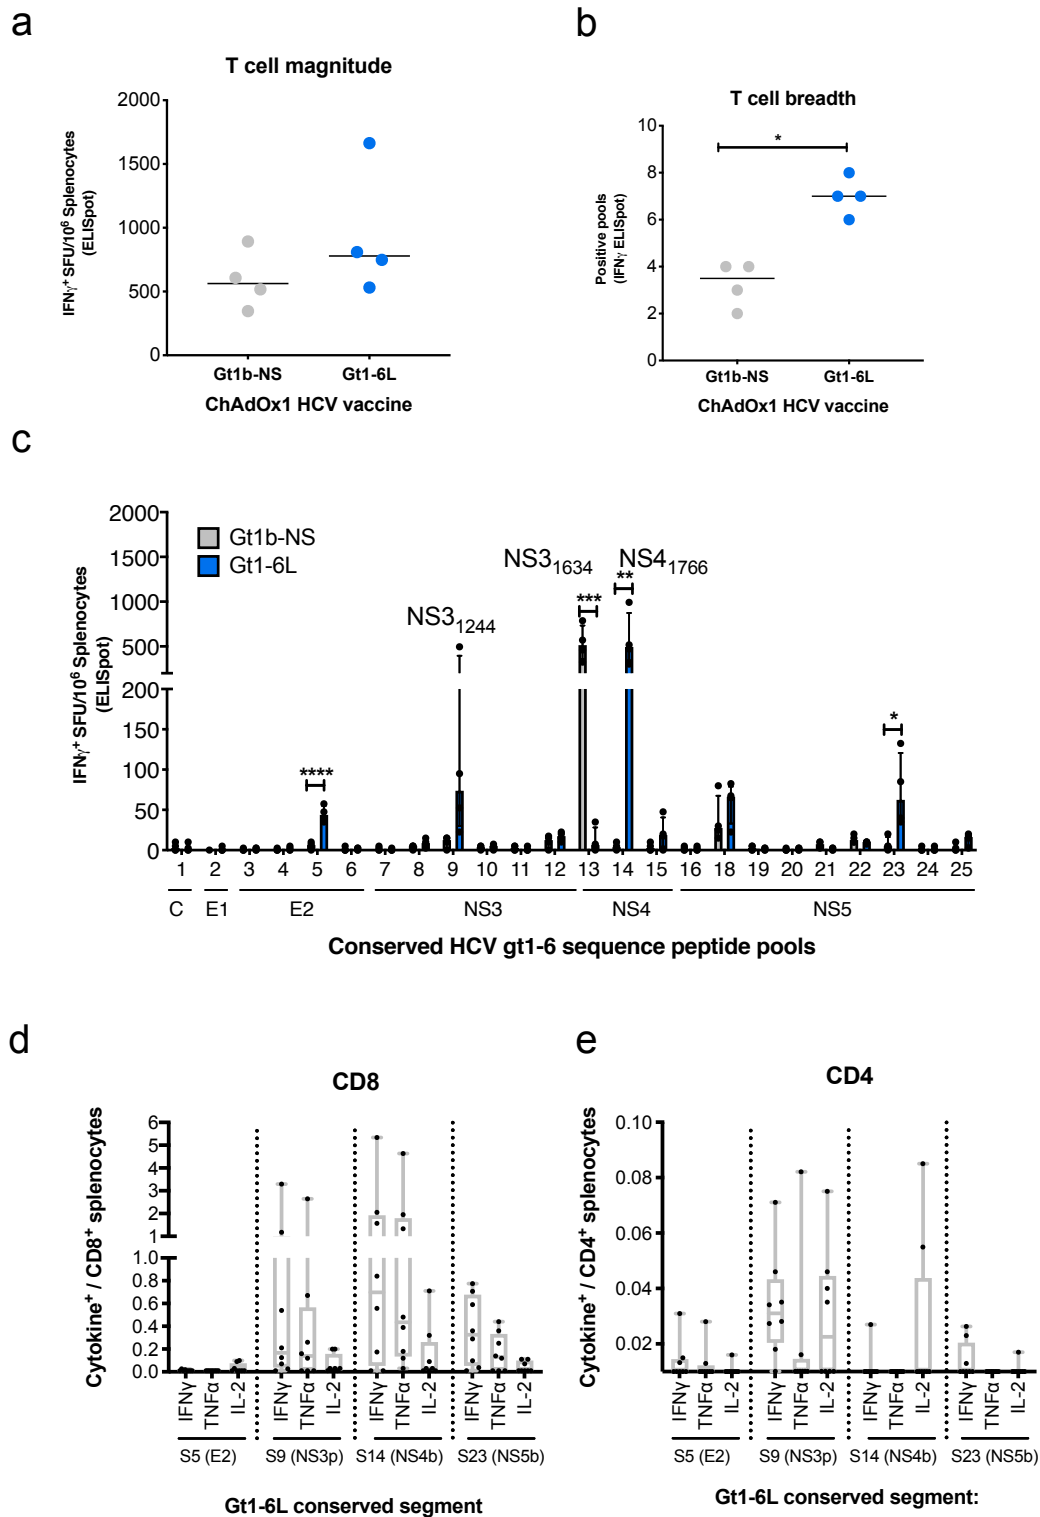 a
T cell magnitude
IFNγ+ SFU/10⁶ Splenocytes
(ELISpot)
2000
1500
1000
500
0
Gt1b-NS
Gt1-6L
ChAdOx1 HCV vaccine
b
T cell breadth
Positive pools
(IFNγ ELISpot)
10
8
6
4
2
0
*
Gt1b-NS
Gt1-6L
ChAdOx1 HCV vaccine
c
IFNγ+ SFU/10⁶ Splenocytes
(ELISpot)
2000
1500
1000
500
200
150
100
50
0
Gt1b-NS
Gt1-6L
NS3₁₂₄₄
NS3₁₆₃₄
NS4₁₇₆₆
****
***
**
*
1 2 3 4 5 6 7 8 9 10 11 12 13 14 15 16 18 19 20 21 22 23 24 25
C E1 E2 NS3 NS4 NS5
Conserved HCV gt1-6 sequence peptide pools
d
CD8
Cytokine+ / CD8+ splenocytes
6
5
4
3
2
1
1.0
0.8
0.6
0.4
0.2
0.0
IFNγ TNFα IL-2 IFNγ TNFα IL-2 IFNγ TNFα IL-2 IFNγ TNFα IL-2
S5 (E2) S9 (NS3p) S14 (NS4b) S23 (NS5b)
Gt1-6L conserved segment
e
CD4
Cytokine+ / CD4+ splenocytes
0.10
0.08
0.06
0.04
0.02
IFNγ TNFα IL-2 IFNγ TNFα IL-2 IFNγ TNFα IL-2 IFNγ TNFα IL-2
S5 (E2) S9 (NS3p) S14 (NS4b) S23 (NS5b)
Gt1-6L conserved segment: